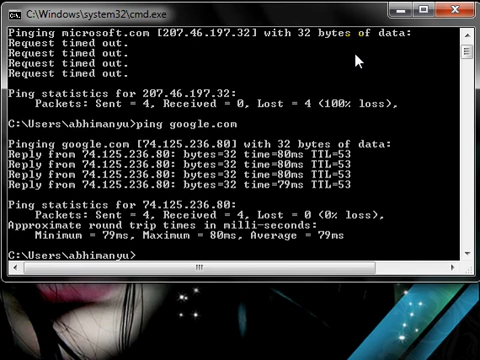 C:\Windows\system32\cmd.exe
Pinging microsoft.com [207.46.197.32] with 32 bytes of data:
Request timed out.
Request timed out.
Request timed out.
Request timed out.
Ping statistics for 207.46.197.32:
Packets: Sent = 4, Received = 0, Lost = 4 (100% loss),
C:\Users\abhimanyu>ping google.com
Pinging google.com [74.125.236.80] with 32 bytes of data:
Reply from 74.125.236.80: bytes=32 time=80ms TTL=53
Reply from 74.125.236.80: bytes=32 time=80ms TTL=53
Reply from 74.125.236.80: bytes=32 time=80ms TTL=53
Reply from 74.125.236.80: bytes=32 time=79ms TTL=53
Ping statistics for 74.125.236.80:
Packets: Sent = 4, Received = 4, Lost = 0 (0% loss),
Approximate round trip times in milli-seconds:
Minimum = 79ms, Maximum = 80ms, Average = 79ms
C:\Users\abhimanyu>